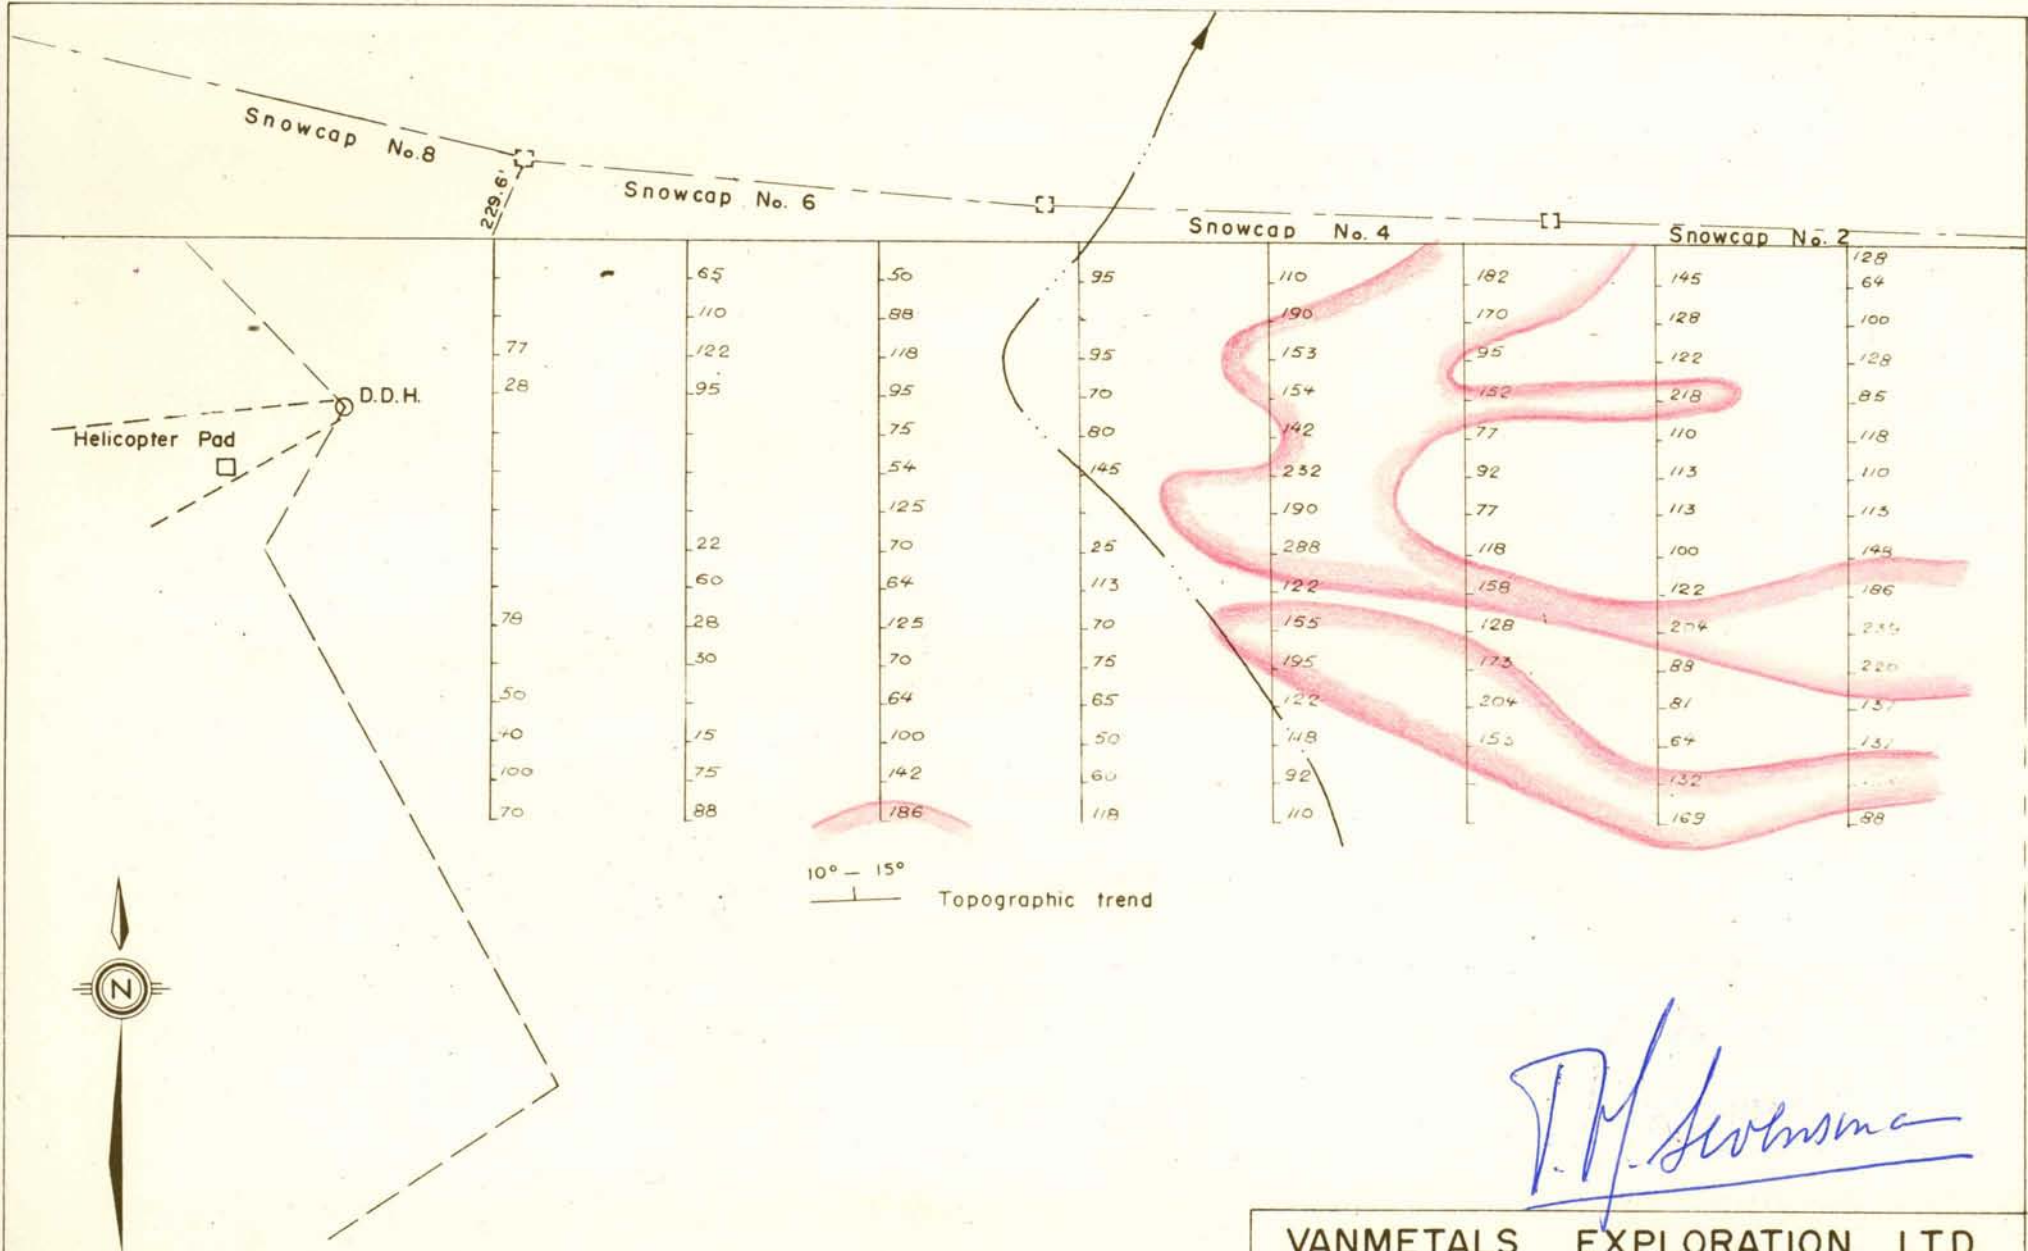 Snowcap No. 8
229.6'
Snowcap No. 6
Snowcap No. 4
Snowcap No. 2
128
65 50 95 110 182 145 64
110 88 190 170 128 100
77 122 118 95 153 95 122 128
28 95 95 70 154 152 218 85
D.D.H.
75 80 142 77 110 118
Helicopter Pad
54 145 232 92 113 110
125 190 77 113 113
22 70 25 288 118 100 148
60 64 113 122 158 122 186
78 28 125 70 155 128 204
30 70 75 195 173 88 220
50 64 65 122 204 81
40 15 100 50 118 64
100 75 142 60 92 132
70 88 186 118 110 169 88
10° — 15°
Topographic trend
N
VANMETALS EXPLORATION LTD